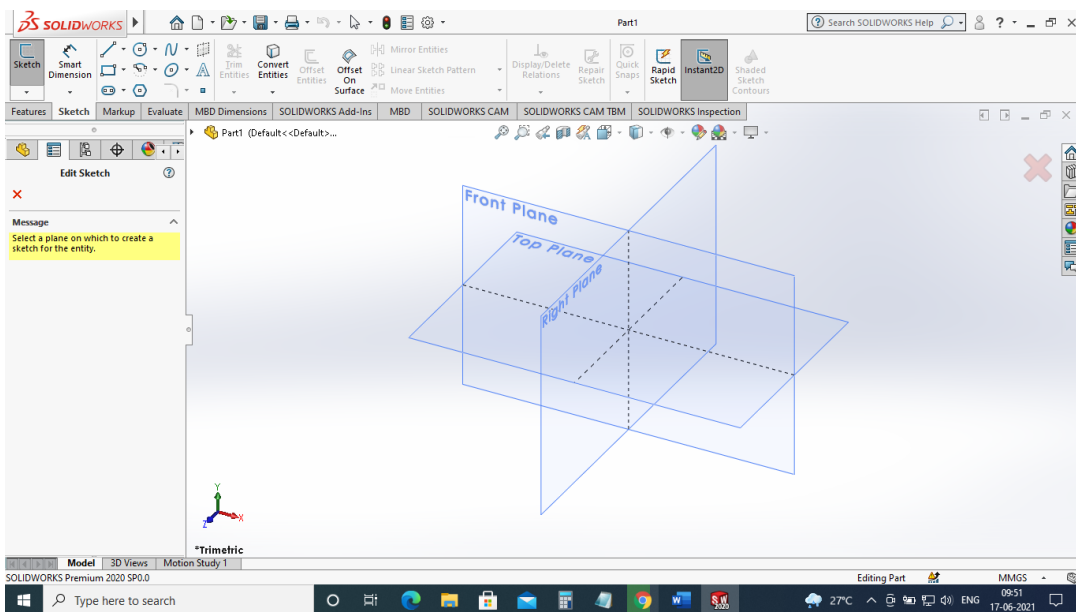 SOLIDWORKS
Part1
Search SOLIDWORKS Help
Sketch
Smart Dimension
Trim Entities
Convert Entities
Offset Entities
Offset On Surface
Mirror Entities
Linear Sketch Pattern
Move Entities
Display/Delete Relations
Repair Sketch
Quick Snaps
Rapid Sketch
Instant2D
Shaded Sketch Contours
Features Sketch Markup Evaluate MBD Dimensions SOLIDWORKS Add-Ins MBD SOLIDWORKS CAM SOLIDWORKS CAM TBM SOLIDWORKS Inspection
Part1 (Default<<Default>...
Edit Sketch
Message
Select a plane on which to create a
sketch for the entity.
Front Plane
Top Plane
Right Plane
Y
Z
X
*Trimetric
Model 3D Views Motion Study 1
SOLIDWORKS Premium 2020 SP0.0
Editing Part
MMGS
Type here to search
27°C
ENG
09:51
17-06-2021